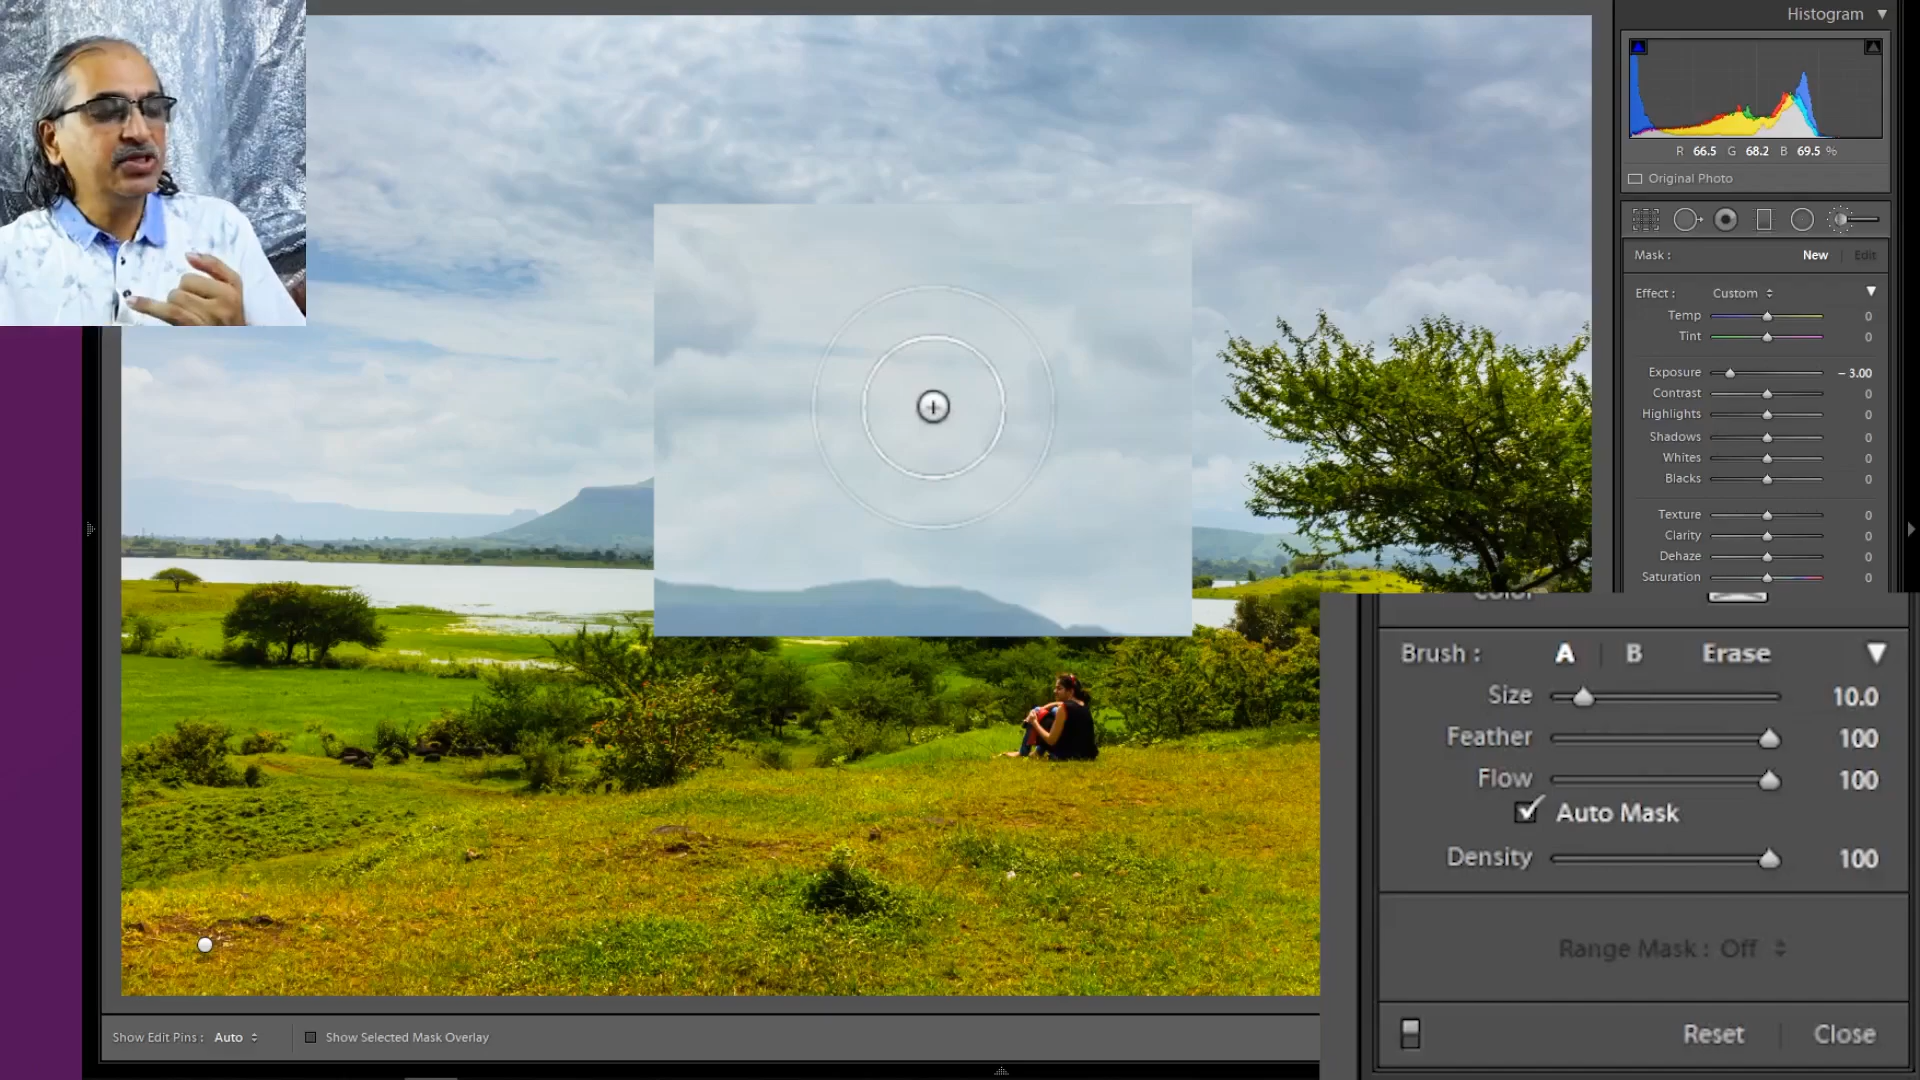 Histogram
R 66.5 G 68.2 B 69.5 %
Original Photo
Mask : New Edit
Effect : Custom
Temp 0
Tint 0
Exposure – 3.00
Contrast 0
Highlights 0
Shadows 0
Whites 0
Blacks 0
Texture 0
Clarity 0
Dehaze 0
Saturation 0
Color
Brush : A B Erase
Size 10.0
Feather 100
Flow 100
Auto Mask
Density 100
Range Mask : Off
Reset Close
Show Edit Pins : Auto Show Selected Mask Overlay